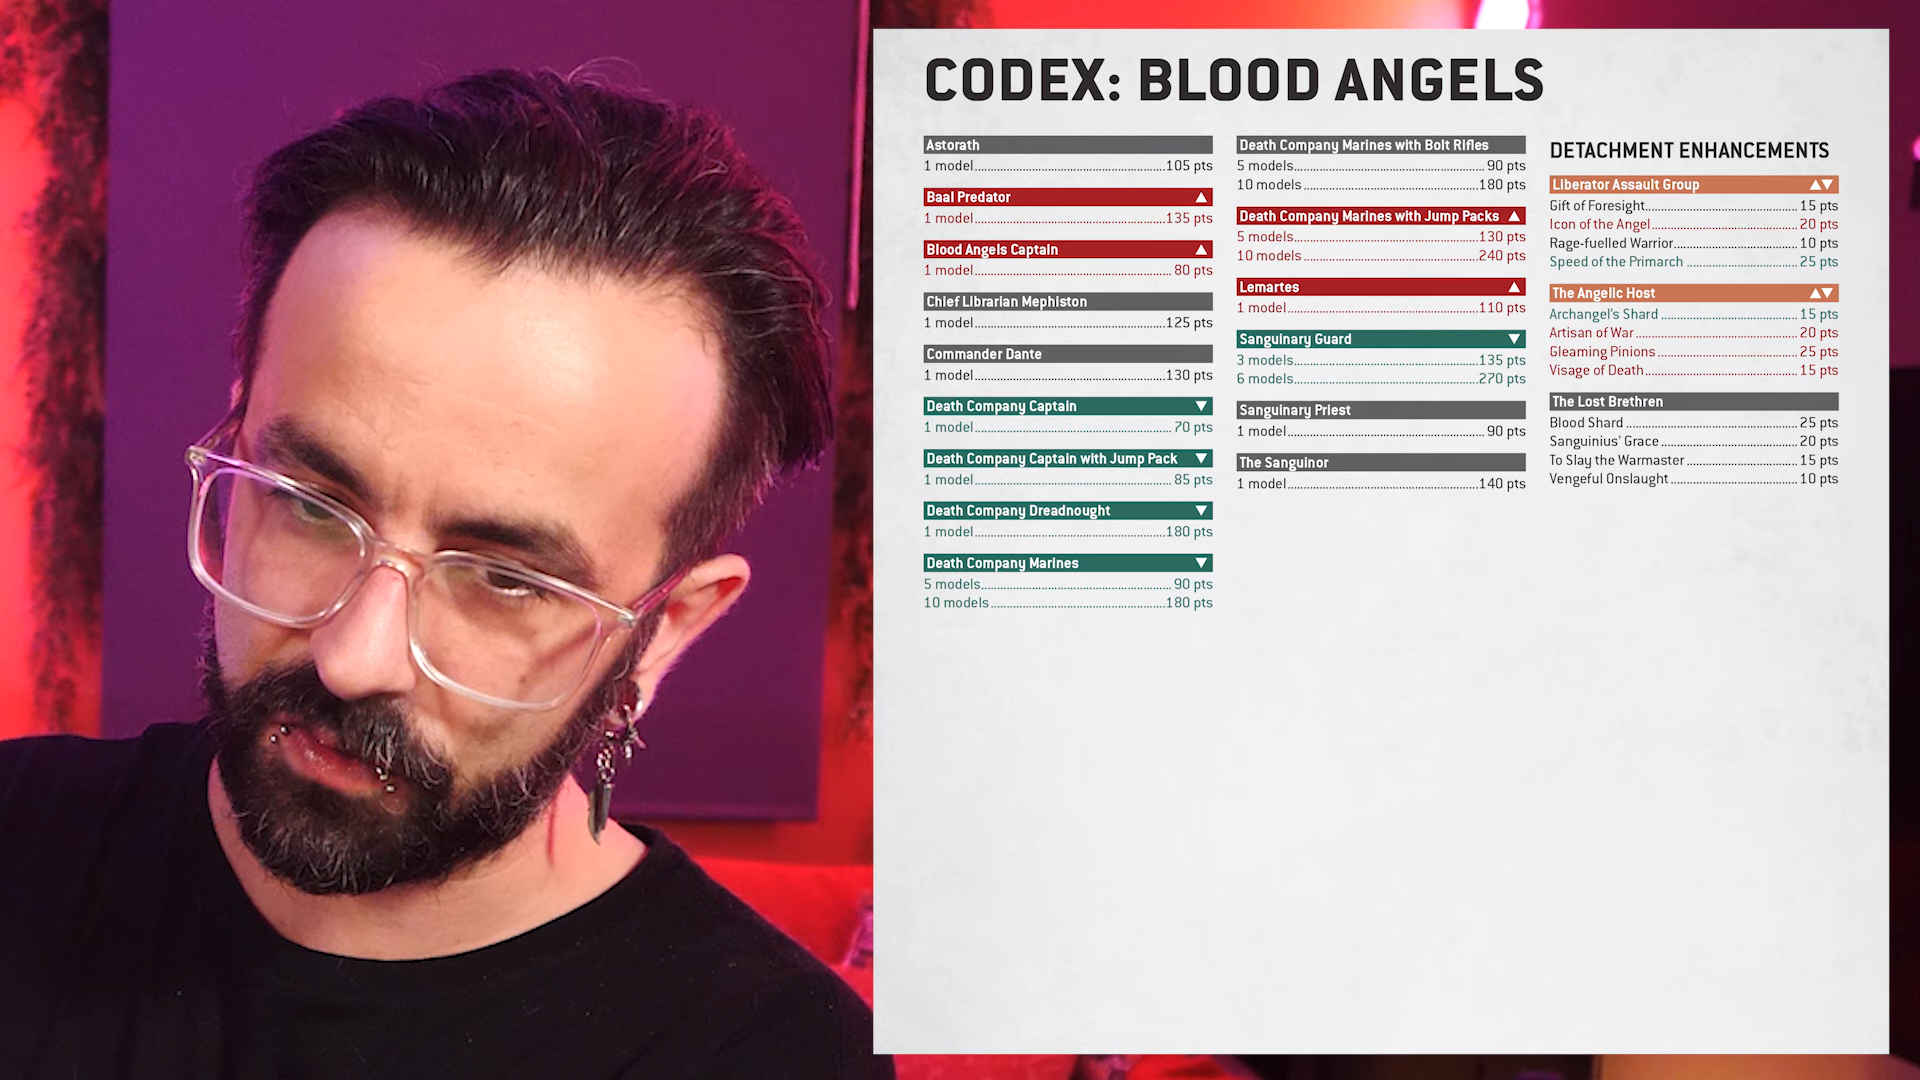 CODEX: BLOOD ANGELS
Astorath
1 model 105 pts
Baal Predator ▲
1 model 135 pts
Blood Angels Captain ▲
1 model 80 pts
Chief Librarian Mephiston
1 model 125 pts
Commander Dante
1 model 130 pts
Death Company Captain ▼
1 model 70 pts
Death Company Captain with Jump Pack ▼
1 model 85 pts
Death Company Dreadnought ▼
1 model 180 pts
Death Company Marines ▼
5 models 90 pts
10 models 180 pts
Death Company Marines with Bolt Rifles
5 models 90 pts
10 models 180 pts
Death Company Marines with Jump Packs ▲
5 models 130 pts
10 models 240 pts
Lemartes ▲
1 model 110 pts
Sanguinary Guard ▼
3 models 135 pts
6 models 270 pts
Sanguinary Priest
1 model 90 pts
The Sanguinor
1 model 140 pts
DETACHMENT ENHANCEMENTS
Liberator Assault Group ▲▼
Gift of Foresight 15 pts
Icon of the Angel 20 pts
Rage-fuelled Warrior 10 pts
Speed of the Primarch 25 pts
The Angelic Host ▲▼
Archangel's Shard 15 pts
Artisan of War 20 pts
Gleaming Pinions 25 pts
Visage of Death 15 pts
The Lost Brethren
Blood Shard 25 pts
Sanguinius' Grace 20 pts
To Slay the Warmaster 15 pts
Vengeful Onslaught 10 pts